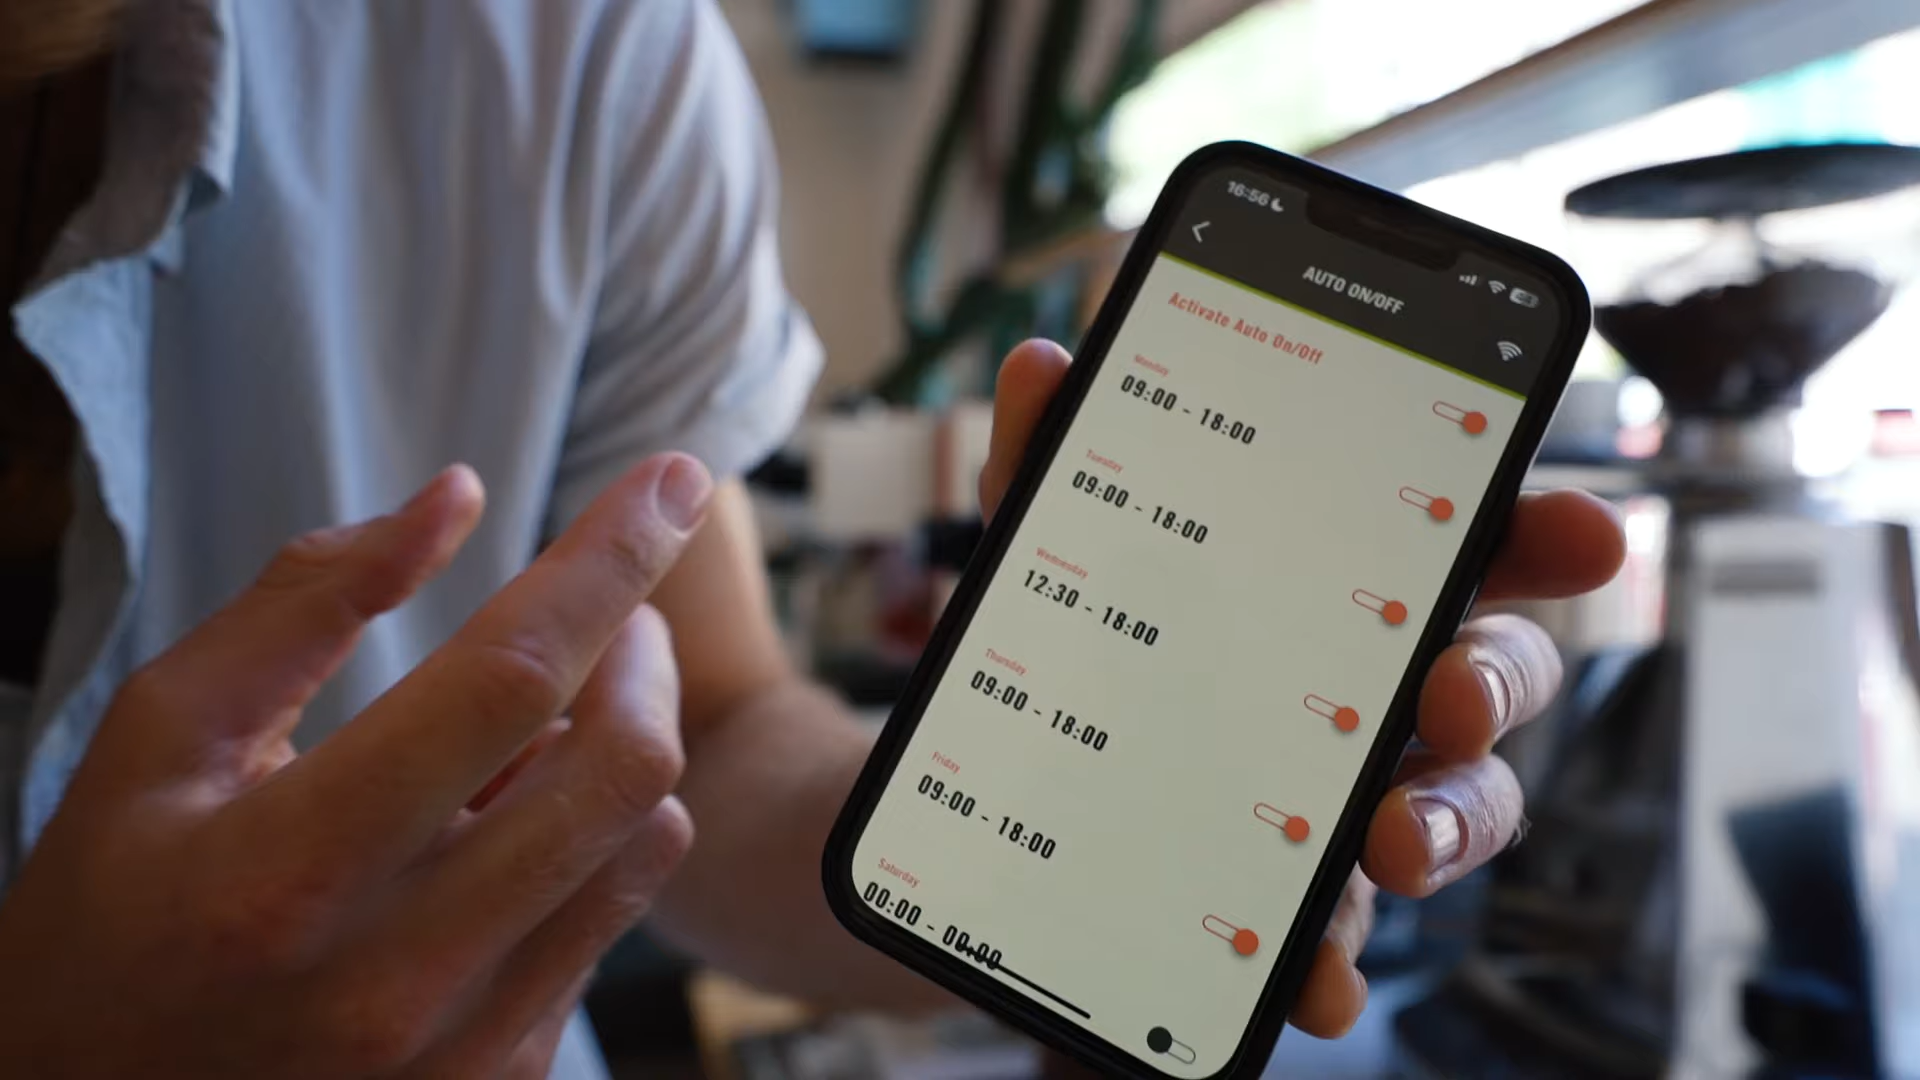 16:56
AUTO ON/OFF
Activate Auto On/Off
Monday
09:00 - 18:00
Tuesday
09:00 - 18:00
Wednesday
12:30 - 18:00
Thursday
09:00 - 18:00
Friday
09:00 - 18:00
Saturday
00:00 - 00:00